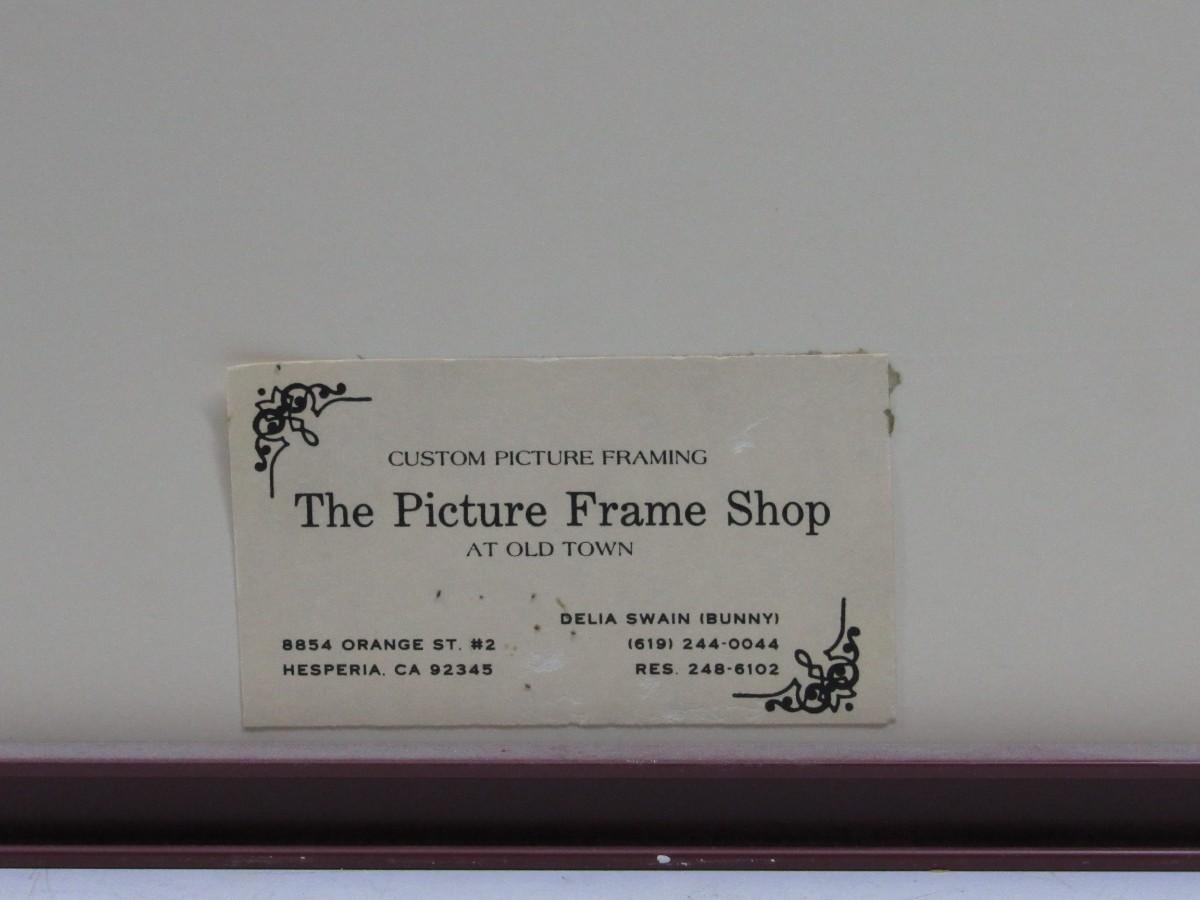 CUSTOM PICTURE FRAMING
The Picture Frame Shop
AT OLD TOWN
8854 ORANGE ST. #2
HESPERIA, CA 92345
DELIA SWAIN (BUNNY)
(619) 244-0044
RES. 248-6102